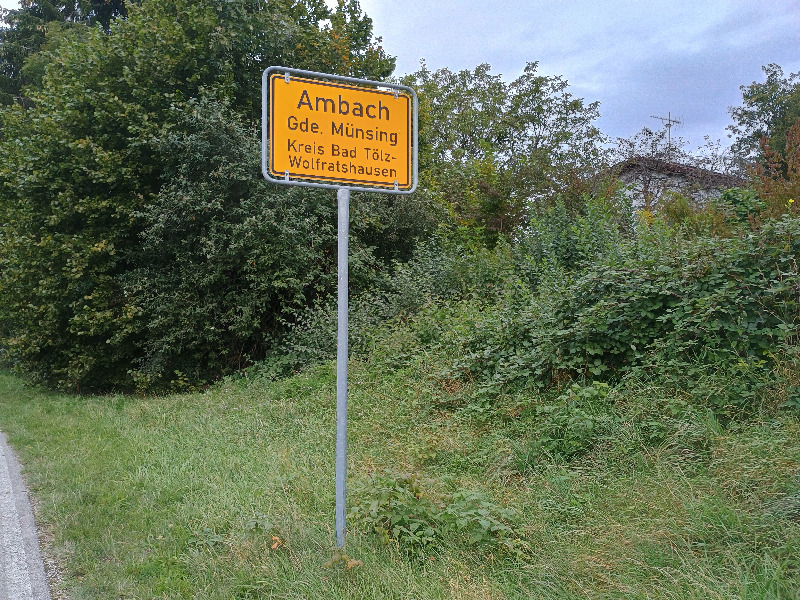 Ambach
Gde. Münsing
Kreis Bad Tölz-
Wolfratshausen